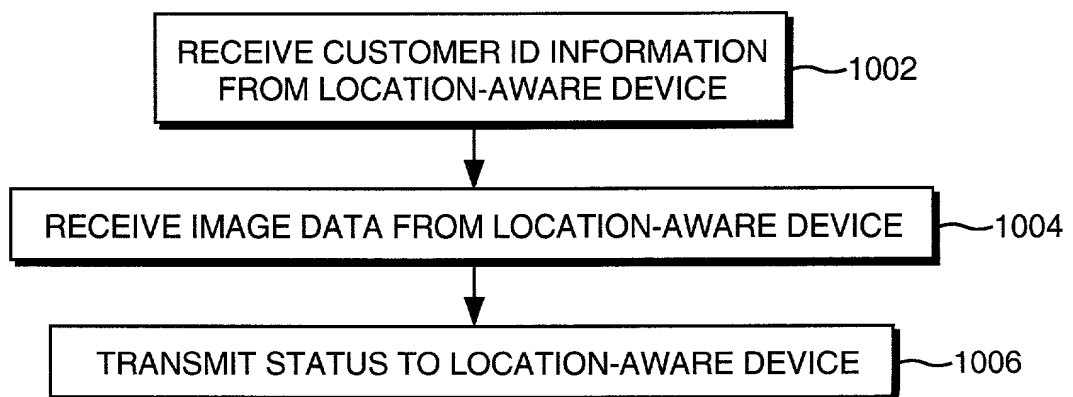 RECEIVE CUSTOMER ID INFORMATION
FROM LOCATION-AWARE DEVICE
1002
RECEIVE IMAGE DATA FROM LOCATION-AWARE DEVICE
1004
TRANSMIT STATUS TO LOCATION-AWARE DEVICE
1006